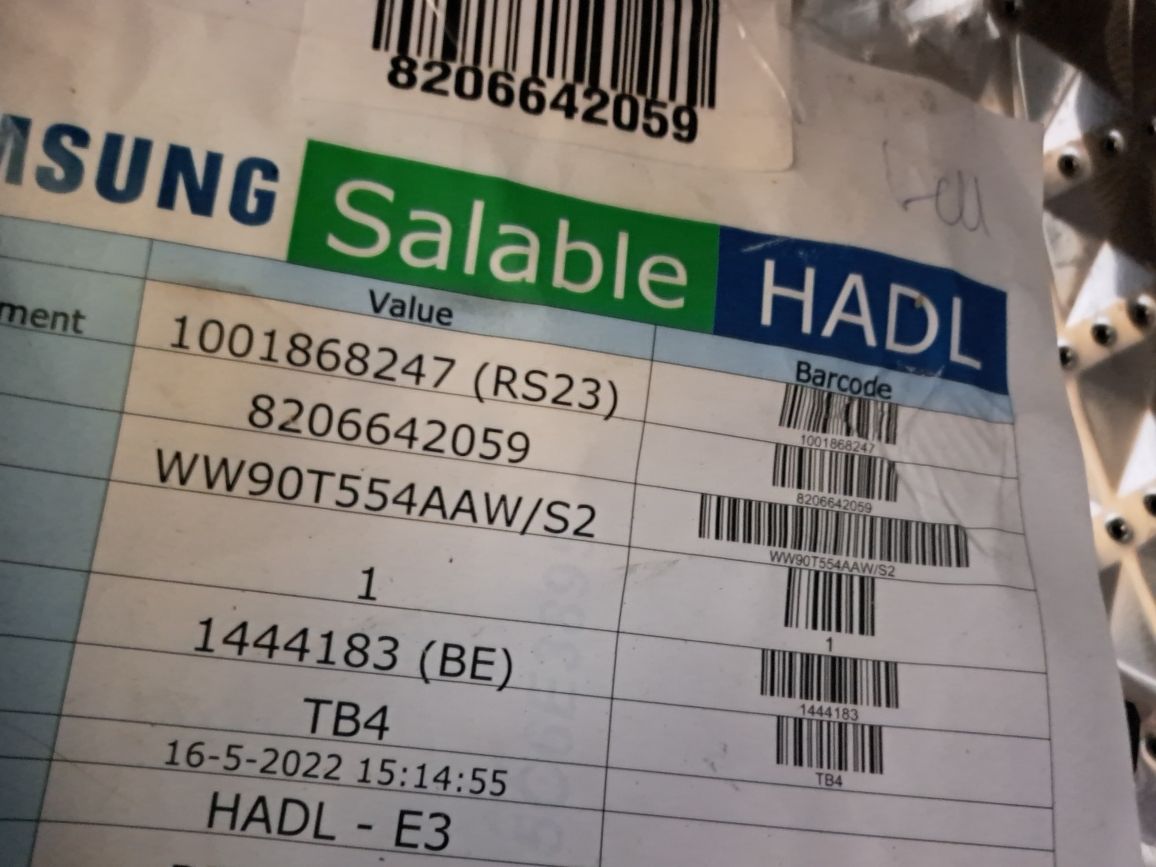 8206642059
MSUNG Salable HADL
ment Value Barcode
1001868247 (RS23)
1001868247
8206642059
8206642059
WW90T554AAW/S2
WW90T554AAW/S2
1
1
1444183 (BE)
1444183
TB4
TB4
16-5-2022 15:14:55
HADL - E3